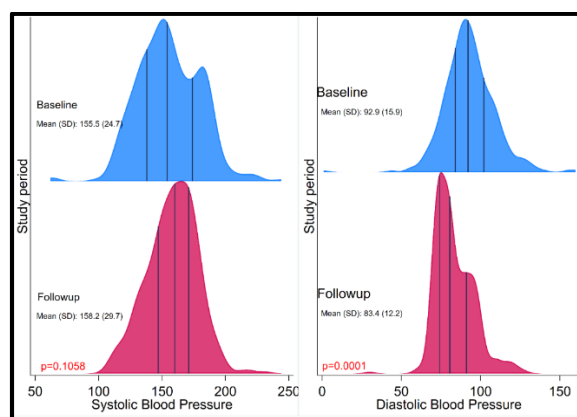 Study period
Baseline
Mean (SD): 155.5 (24.7)
Followup
Mean (SD): 158.2 (29.7)
p=0.1058
50 100 150 200 250
Systolic Blood Pressure
Study period
Baseline
Mean (SD): 92.9 (15.9)
Followup
Mean (SD): 83.4 (12.2)
p=0.0001
0 50 100 150
Diastolic Blood Pressure